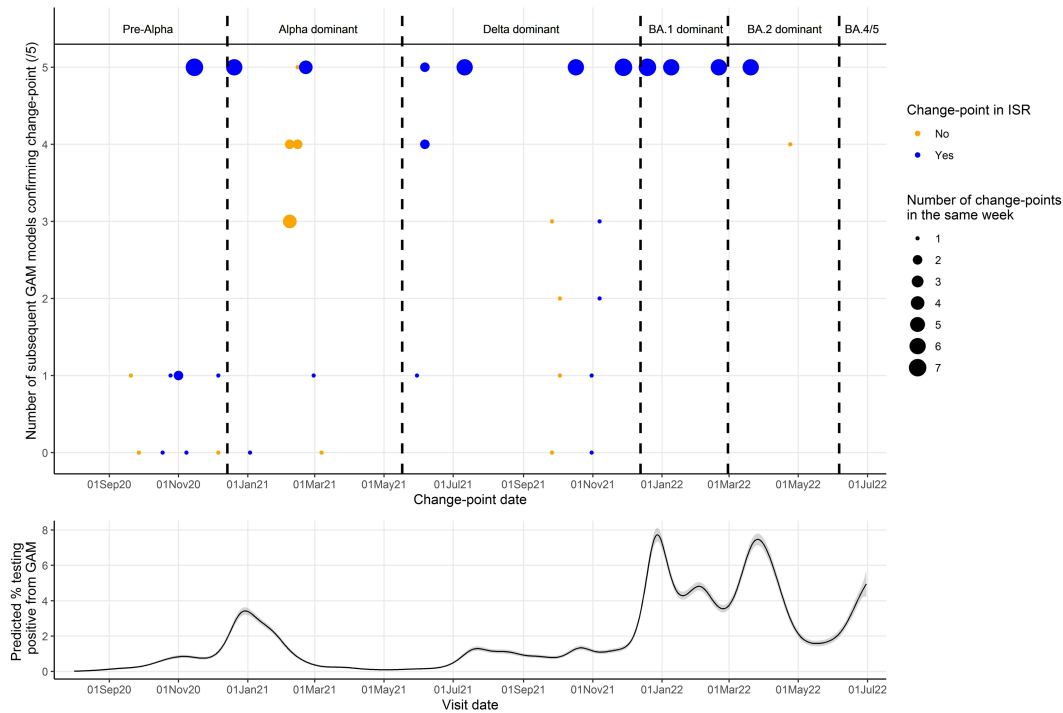 Pre-Alpha Alpha dominant Delta dominant BA.1 dominant BA.2 dominant BA.4/5
Number of subsequent GAM models confirming change-point (/5)
5
4
3
2
1
0
01Sep20 01Nov20 01Jan21 01Mar21 01May21 01Jul21 01Sep21 01Nov21 01Jan22 01Mar22 01May22 01Jul22
Change-point date
Change-point in ISR
No
Yes
Number of change-points
in the same week
1
2
3
4
5
6
7
Predicted % testing
positive from GAM
8
6
4
2
0
01Sep20 01Nov20 01Jan21 01Mar21 01May21 01Jul21 01Sep21 01Nov21 01Jan22 01Mar22 01May22 01Jul22
Visit date